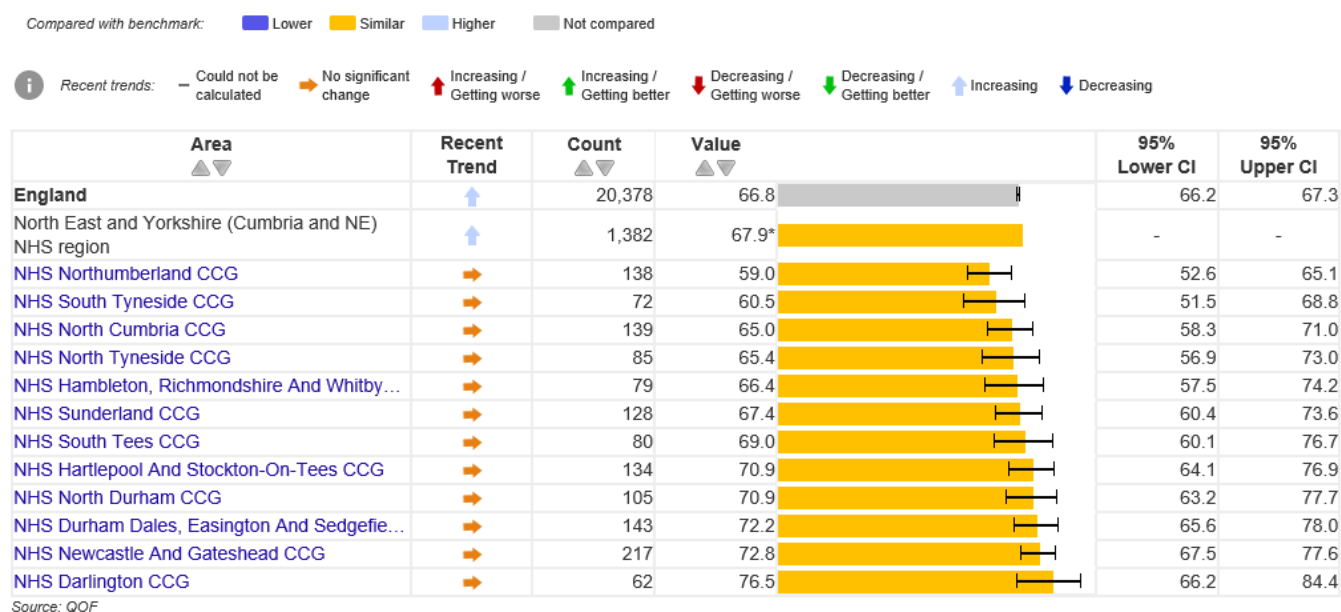 Compared with benchmark: Lower Similar Higher Not compared
i Recent trends: – Could not be calculated No significant change Increasing / Getting worse Increasing / Getting better Decreasing / Getting worse Decreasing / Getting better Increasing Decreasing
Area Recent Trend Count Value 95% Lower CI 95% Upper CI
England 20,378 66.8 66.2 67.3
North East and Yorkshire (Cumbria and NE)
NHS region 1,382 67.9* - -
NHS Northumberland CCG 138 59.0 52.6 65.1
NHS South Tyneside CCG 72 60.5 51.5 68.8
NHS North Cumbria CCG 139 65.0 58.3 71.0
NHS North Tyneside CCG 85 65.4 56.9 73.0
NHS Hambleton, Richmondshire And Whitby... 79 66.4 57.5 74.2
NHS Sunderland CCG 128 67.4 60.4 73.6
NHS South Tees CCG 80 69.0 60.1 76.7
NHS Hartlepool And Stockton-On-Tees CCG 134 70.9 64.1 76.9
NHS North Durham CCG 105 70.9 63.2 77.7
NHS Durham Dales, Easington And Sedgefie... 143 72.2 65.6 78.0
NHS Newcastle And Gateshead CCG 217 72.8 67.5 77.6
NHS Darlington CCG 62 76.5 66.2 84.4
Source: QOF